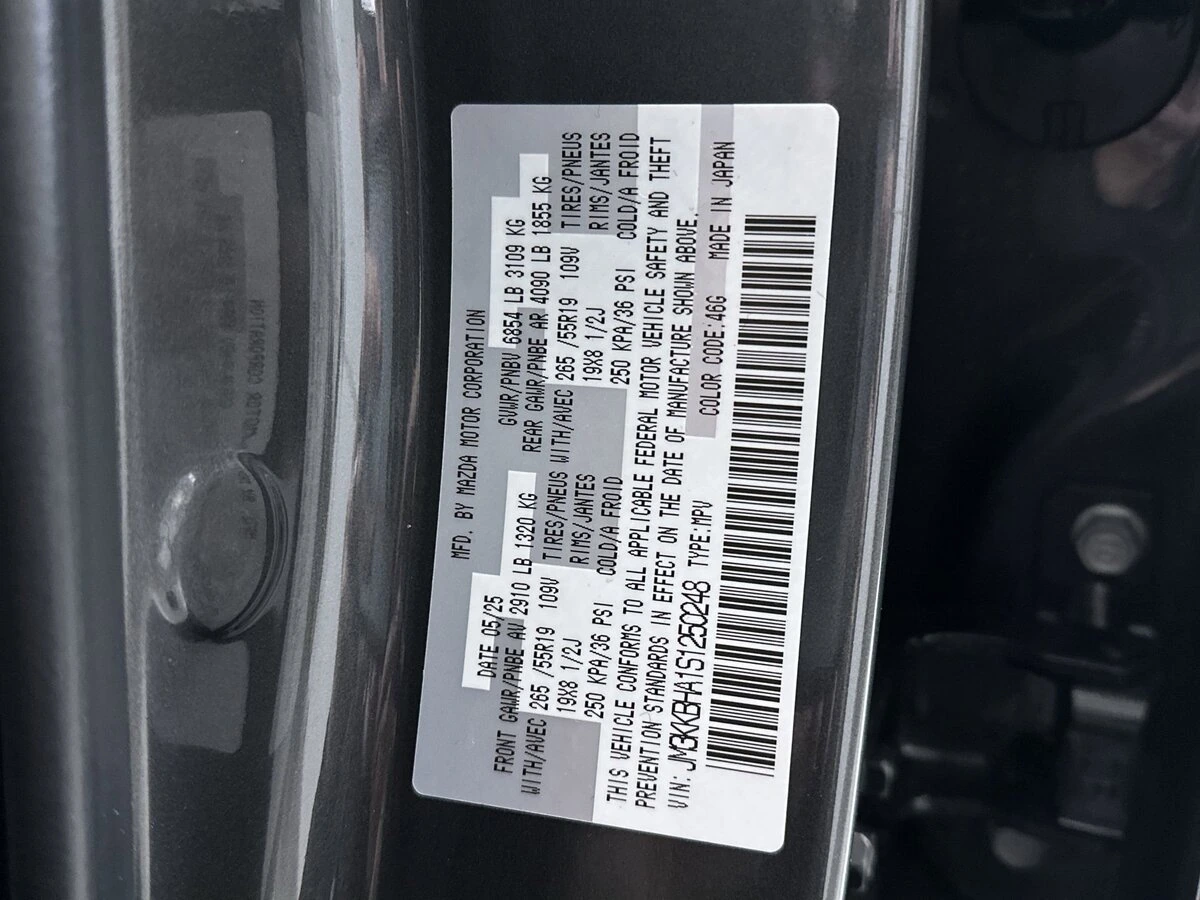 MFD. BY MAZDA MOTOR CORPORATION
DATE 05/25 GVWR/PNBV 6854 LB 3109 KG
FRONT GAWR/PNBE AV 2910 LB 1320 KG REAR GAWR/PNBE AR 4090 LB 1855 KG
WITH/AVEC 265 /55R19 109V TIRES/PNEUS WITH/AVEC 265 /55R19 109V TIRES/PNEUS
19X8 1/2J RIMS/JANTES 19X8 1/2J RIMS/JANTES
250 KPA/36 PSI COLD/A FROID 250 KPA/36 PSI COLD/A FROID
THIS VEHICLE CONFORMS TO ALL APPLICABLE FEDERAL MOTOR VEHICLE SAFETY AND THEFT
PREVENTION STANDARDS IN EFFECT ON THE DATE OF MANUFACTURE SHOWN ABOVE.
VIN: JM3KKBHA1S1250248 TYPE:MPV COLOR CODE:46G MADE IN JAPAN